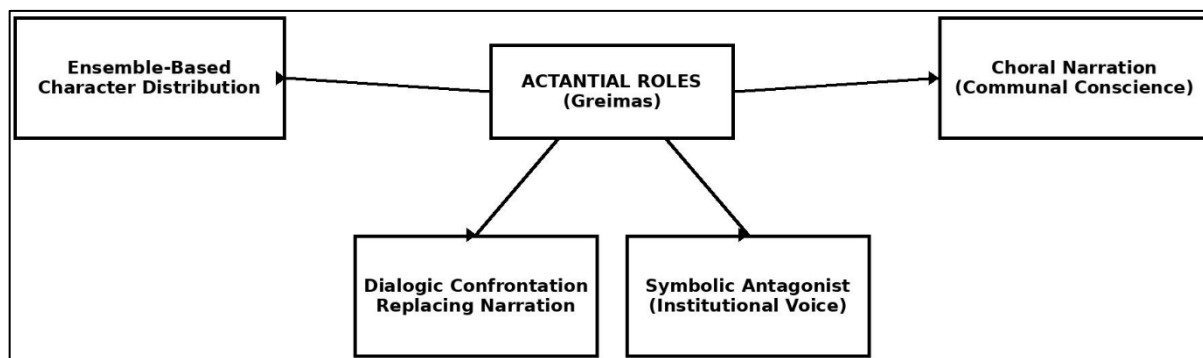 Ensemble-Based
Character Distribution
ACTANTIAL ROLES
(Greimas)
Choral Narration
(Communal Conscience)
Dialogic Confrontation
Replacing Narration
Symbolic Antagonist
(Institutional Voice)